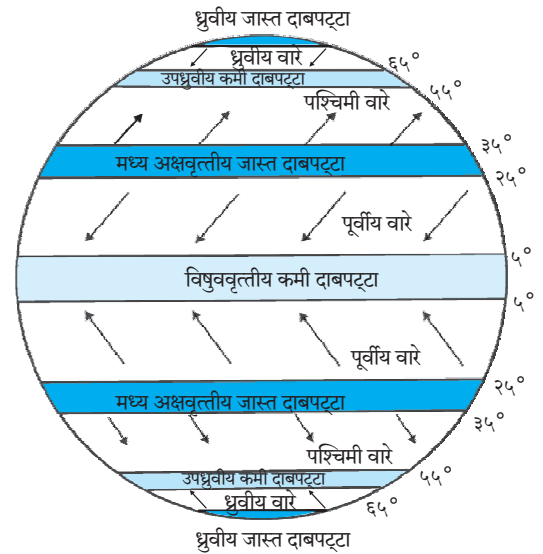 ध्रुवीय जास्त दाबपट्टा
ध्रुवीय वारे
६५°
उपध्रुवीय कमी दाबपट्टा
५५°
पश्चिमी वारे
३५°
मध्य अक्षवृत्तीय जास्त दाबपट्टा
२५°
पूर्वीय वारे
५°
विषुववृत्तीय कमी दाबपट्टा
५°
पूर्वीय वारे
२५°
मध्य अक्षवृत्तीय जास्त दाबपट्टा
३५°
पश्चिमी वारे
५५°
उपध्रुवीय कमी दाबपट्टा
ध्रुवीय वारे
६५°
ध्रुवीय जास्त दाबपट्टा